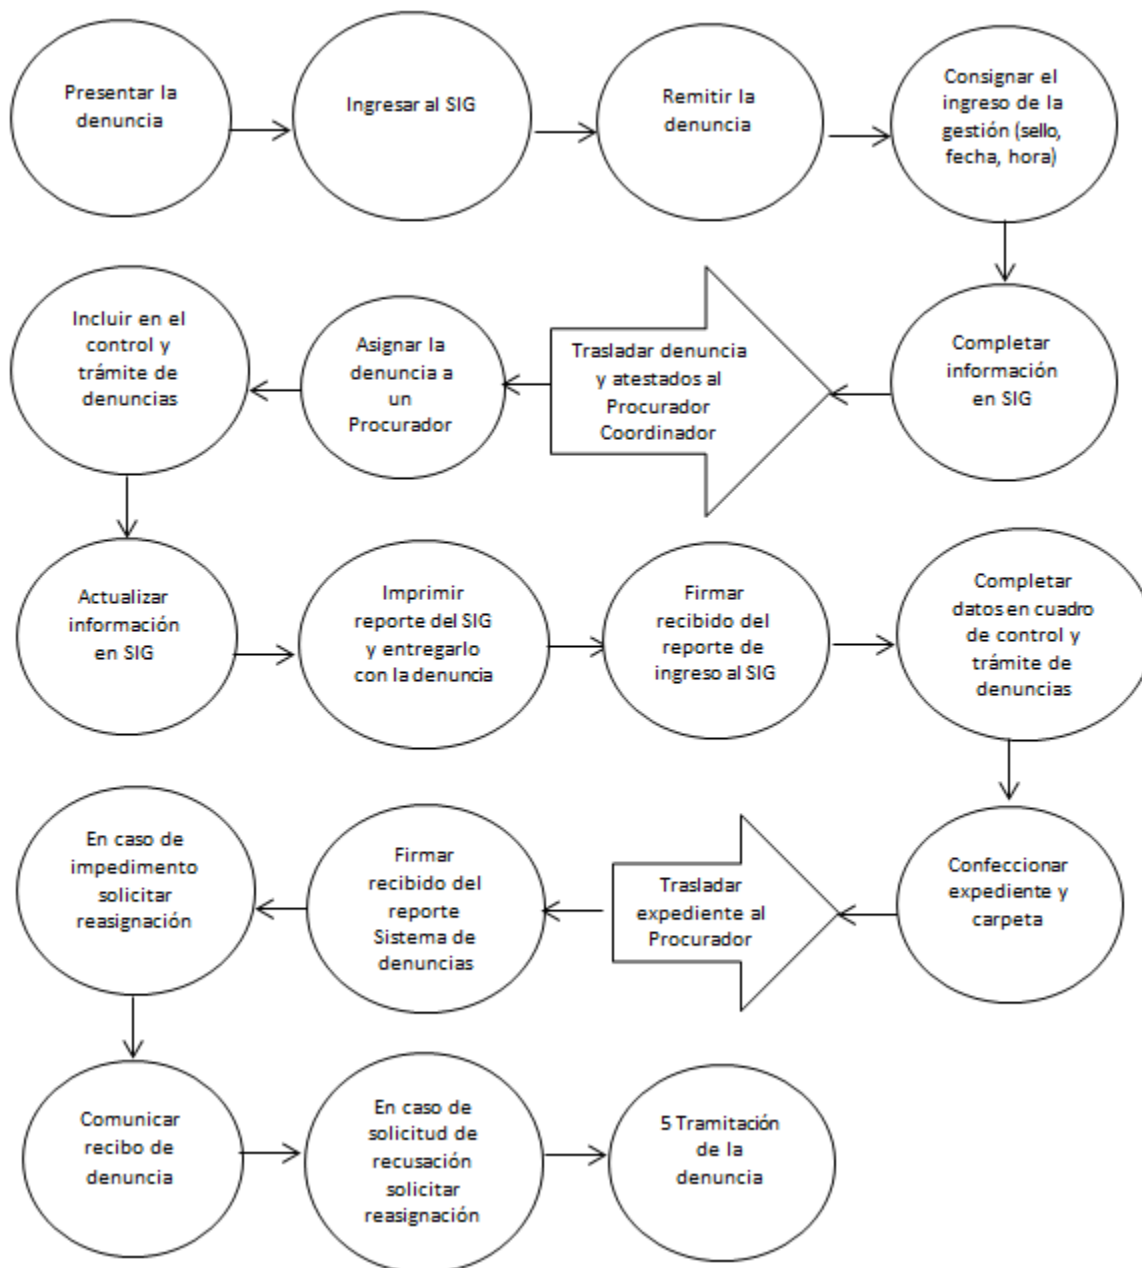 Presentar la
denuncia
Ingresar al SIG
Remitir la
denuncia
Consignar el
ingreso de la
gestión (sello,
fecha, hora)
Completar
información
en SIG
Trasladar denuncia
y atestados al
Procurador
Coordinador
Asignar la
denuncia a
un
Procurador
Incluir en el
control y
trámite de
denuncias
Actualizar
información
en SIG
Imprimir
reporte del SIG
y entregarlo
con la denuncia
Firmar
recibido del
reporte de
ingreso al SIG
Completar
datos en cuadro
de control y
trámite de
denuncias
Confeccionar
expediente y
carpeta
Trasladar
expediente al
Procurador
Firmar
recibido del
reporte
Sistema de
denuncias
En caso de
impedimento
solicitar
reasignación
Comunicar
recibo de
denuncia
En caso de
solicitud de
recusación
solicitar
reasignación
5 Tramitación
de la
denuncia